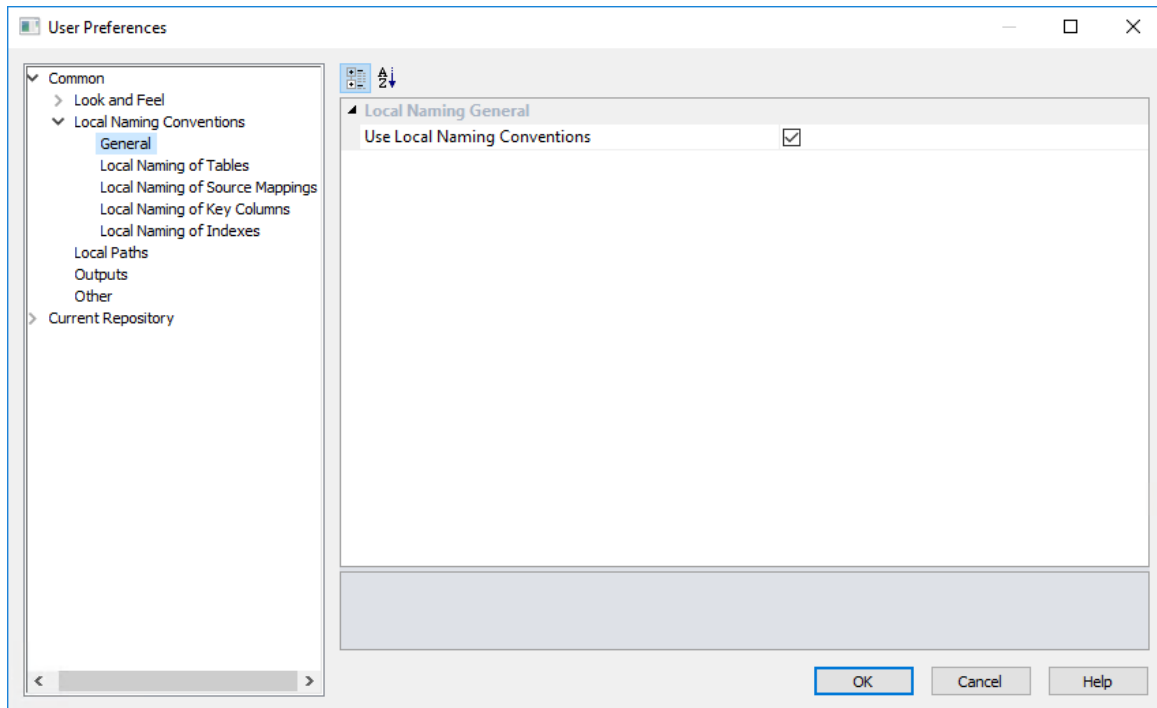 User Preferences
Common
Look and Feel
Local Naming Conventions
General
Local Naming of Tables
Local Naming of Source Mappings
Local Naming of Key Columns
Local Naming of Indexes
Local Paths
Outputs
Other
Current Repository
Local Naming General
Use Local Naming Conventions
OK Cancel Help